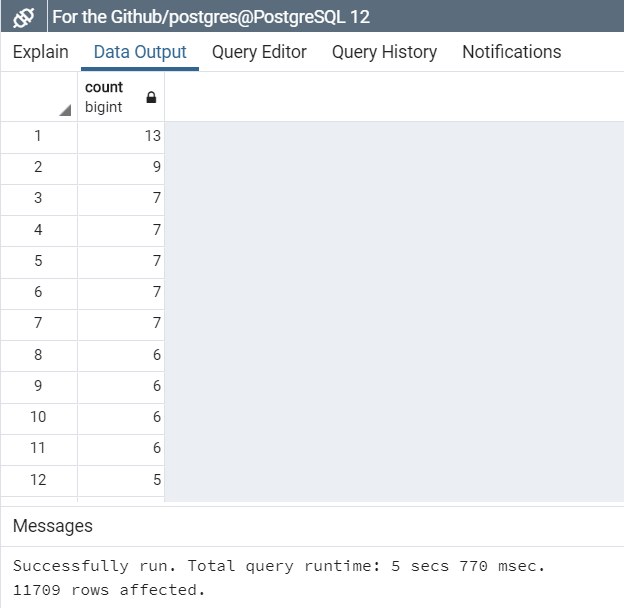 For the Github/postgres@PostgreSQL 12
Explain Data Output Query Editor Query History Notifications
count
bigint
1 13
2 9
3 7
4 7
5 7
6 7
7 7
8 6
9 6
10 6
11 6
12 5
Messages
Successfully run. Total query runtime: 5 secs 770 msec.
11709 rows affected.